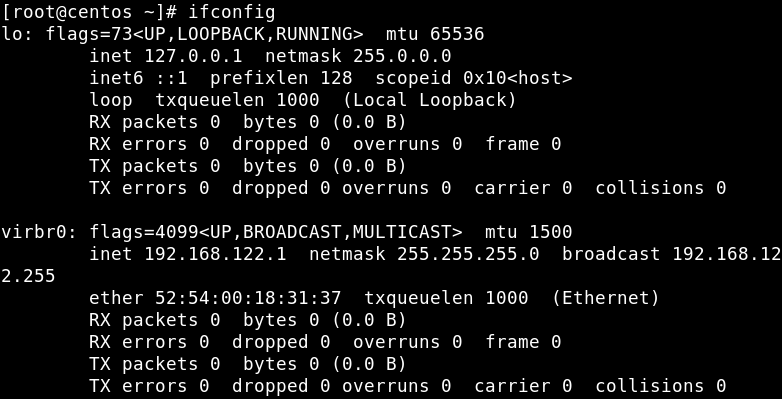 [root@centos ~]# ifconfig
lo: flags=73<UP,LOOPBACK,RUNNING>  mtu 65536
        inet 127.0.0.1  netmask 255.0.0.0
        inet6 ::1  prefixlen 128  scopeid 0x10<host>
        loop  txqueuelen 1000  (Local Loopback)
        RX packets 0  bytes 0 (0.0 B)
        RX errors 0  dropped 0  overruns 0  frame 0
        TX packets 0  bytes 0 (0.0 B)
        TX errors 0  dropped 0 overruns 0  carrier 0  collisions 0

virbr0: flags=4099<UP,BROADCAST,MULTICAST>  mtu 1500
        inet 192.168.122.1  netmask 255.255.255.0  broadcast 192.168.12
2.255
        ether 52:54:00:18:31:37  txqueuelen 1000  (Ethernet)
        RX packets 0  bytes 0 (0.0 B)
        RX errors 0  dropped 0  overruns 0  frame 0
        TX packets 0  bytes 0 (0.0 B)
        TX errors 0  dropped 0 overruns 0  carrier 0  collisions 0